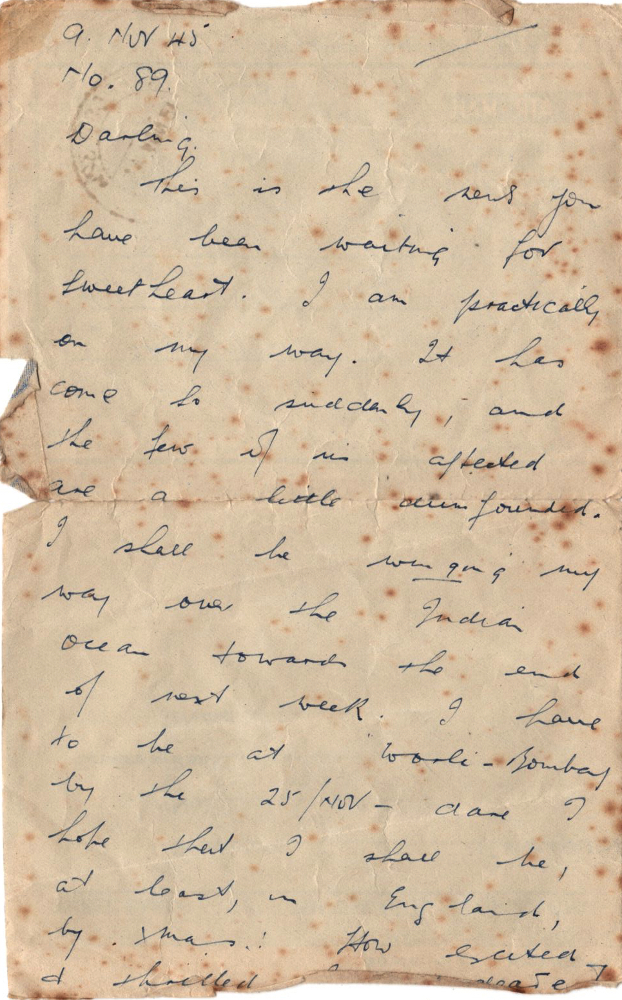 9. NOV 45
No. 89.
Darling.
This is the news you
have been waiting for
sweetheart. I am practically
on my way. It has
come so suddenly, and
the few of us affected
are a little dumfounded.
I shall be winging my
way over the Indian
Ocean towards the end
of next week. I have
to be at Worli - Bombay
by the 25/NOV - dare I
hope that I shall be,
at least, in England,
by Xmas.! How excited
& thrilled